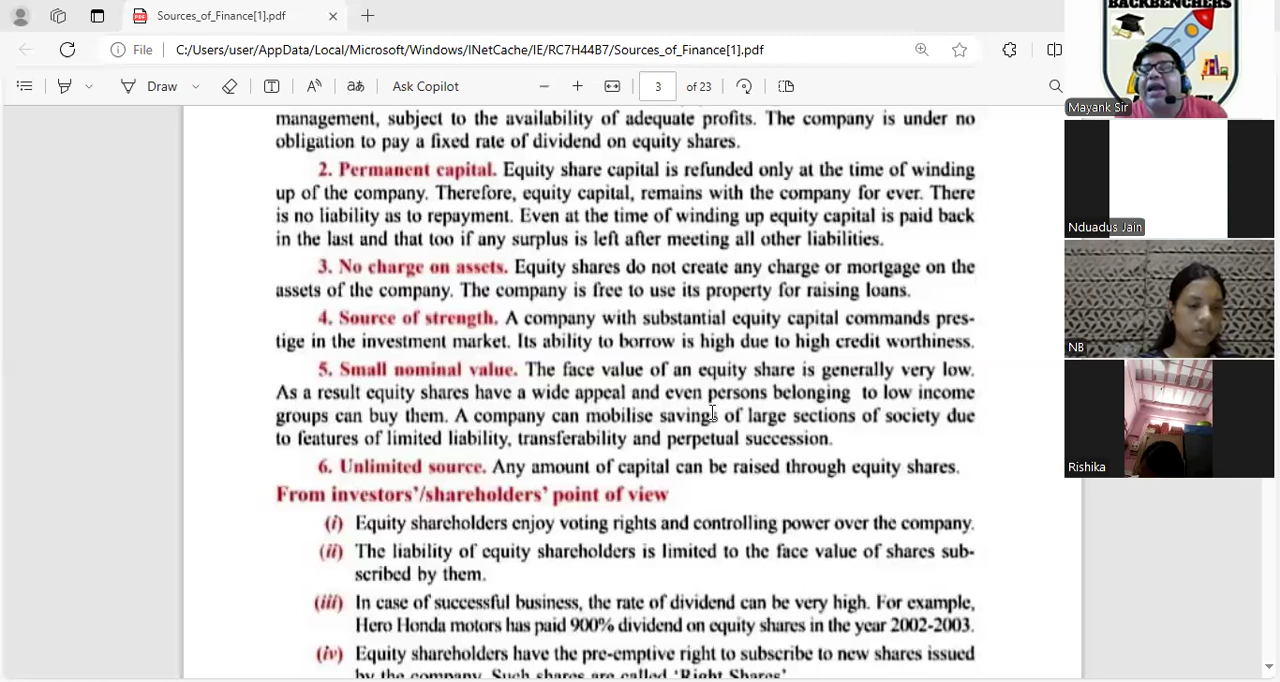 Sources_of_Finance[1].pdf
File C:/Users/user/AppData/Local/Microsoft/Windows/INetCache/IE/RC7H44B7/Sources_of_Finance[1].pdf
Draw Ask Copilot 3 of 23
BACKBENCHERS
Mayank Sir
Nduadus Jain
NB
Rishika
management, subject to the availability of adequate profits. The company is under no
obligation to pay a fixed rate of dividend on equity shares.
2. Permanent capital. Equity share capital is refunded only at the time of winding
up of the company. Therefore, equity capital, remains with the company for ever. There
is no liability as to repayment. Even at the time of winding up equity capital is paid back
in the last and that too if any surplus is left after meeting all other liabilities.
3. No charge on assets. Equity shares do not create any charge or mortgage on the
assets of the company. The company is free to use its property for raising loans.
4. Source of strength. A company with substantial equity capital commands pres-
tige in the investment market. Its ability to borrow is high due to high credit worthiness.
5. Small nominal value. The face value of an equity share is generally very low.
As a result equity shares have a wide appeal and even persons belonging to low income
groups can buy them. A company can mobilise savings of large sections of society due
to features of limited liability, transferability and perpetual succession.
6. Unlimited source. Any amount of capital can be raised through equity shares.
From investors'/shareholders' point of view
(i) Equity shareholders enjoy voting rights and controlling power over the company.
(ii) The liability of equity shareholders is limited to the face value of shares sub-
scribed by them.
(iii) In case of successful business, the rate of dividend can be very high. For example,
Hero Honda motors has paid 900% dividend on equity shares in the year 2002-2003.
(iv) Equity shareholders have the pre-emptive right to subscribe to new shares issued
by the company. Such shares are called 'Right Shares'